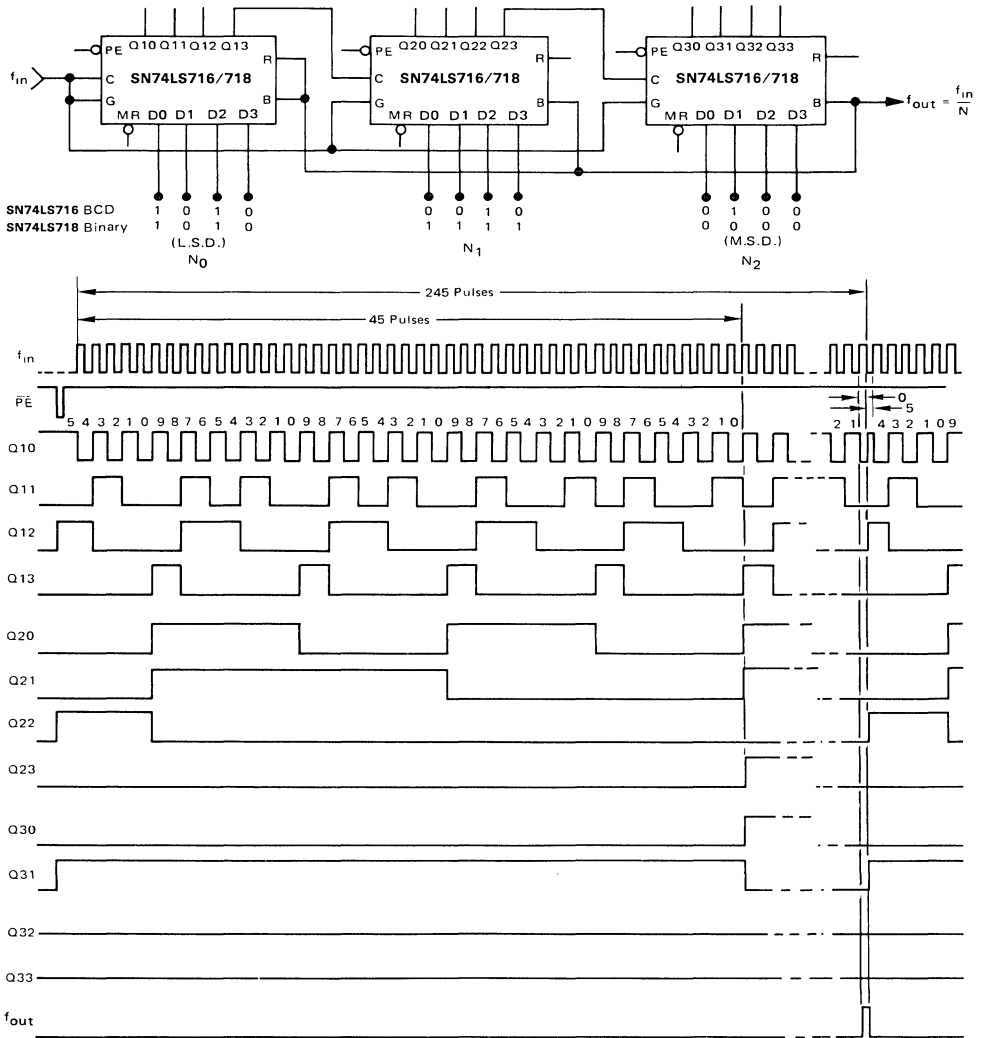 PE Q10 Q11 Q12 Q13 R
PE Q20 Q21 Q22 Q23 R
PE Q30 Q31 Q32 Q33 R
fin C SN74LS716/718
C SN74LS716/718
C SN74LS716/718
G B
G B
G B fout = fin/N
MR D0 D1 D2 D3
MR D0 D1 D2 D3
MR D0 D1 D2 D3
SN74LS716 BCD 1 0 1 0 0 0 1 0 0 1 0 0
SN74LS718 Binary 1 0 1 0 1 1 1 1 0 0 0 0
(L.S.D.) (M.S.D.)
N0 N1 N2
245 Pulses
45 Pulses
fin
PE
0
5
5 4 3 2 1 0 9 8 7 6 5 4 3 2 1 0 9 8 7 6 5 4 3 2 1 0 9 8 7 6 5 4 3 2 1 0 9 8 7 6 5 4 3 2 1 0 2 1 4 3 2 1 0 9
Q10
Q11
Q12
Q13
Q20
Q21
Q22
Q23
Q30
Q31
Q32
Q33
fout